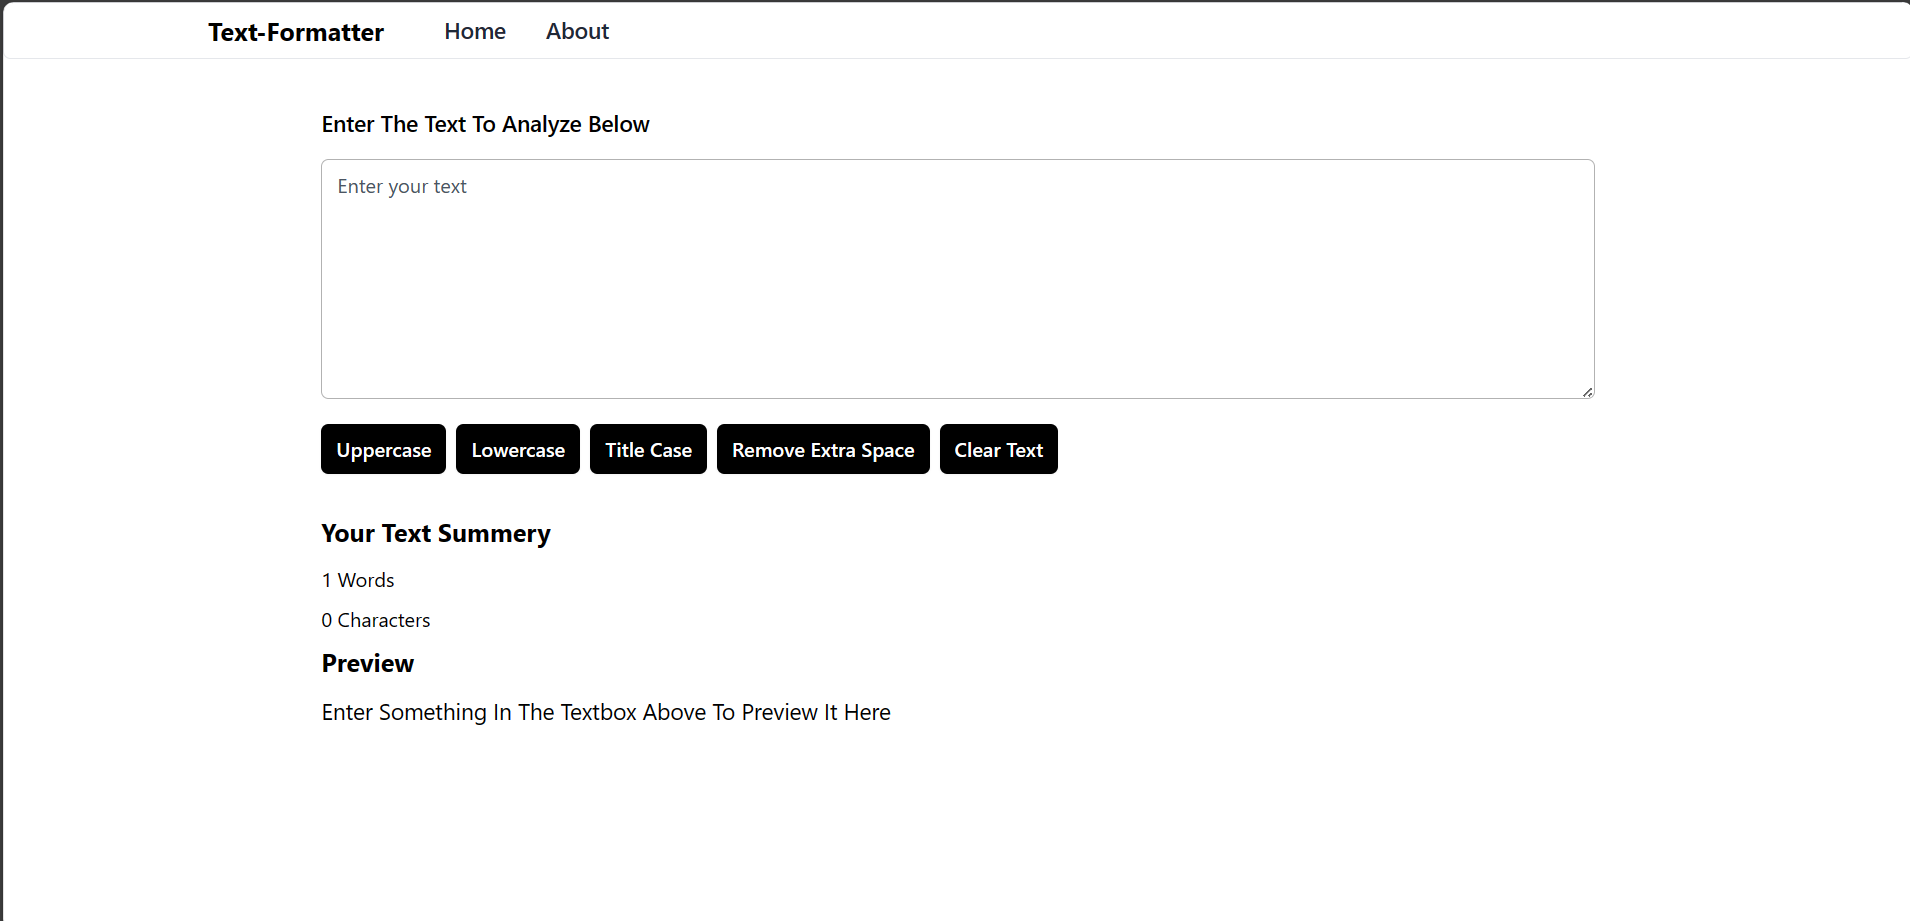 Text-Formatter Home About
Enter The Text To Analyze Below
Enter your text
Uppercase Lowercase Title Case Remove Extra Space Clear Text
Your Text Summery
1 Words
0 Characters
Preview
Enter Something In The Textbox Above To Preview It Here